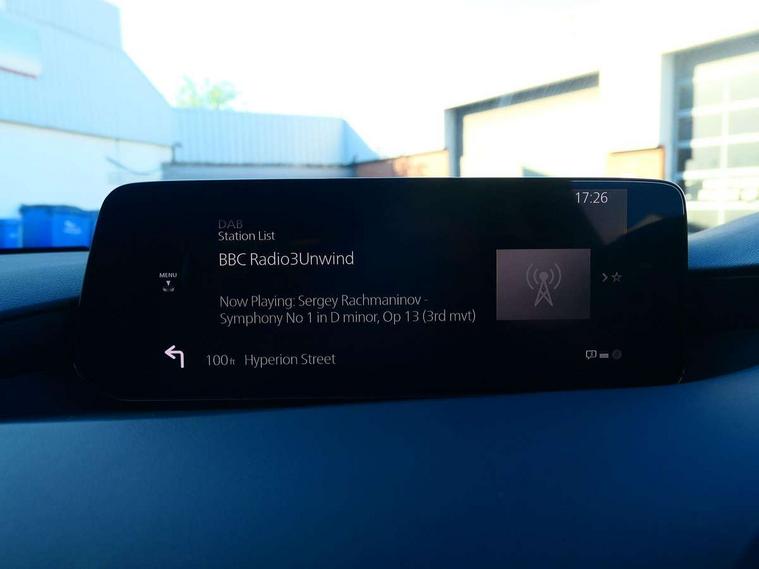 17:26
DAB
Station List
BBC Radio3Unwind
MENU
Now Playing: Sergey Rachmaninov -
Symphony No 1 in D minor, Op 13 (3rd mvt)
100ft Hyperion Street